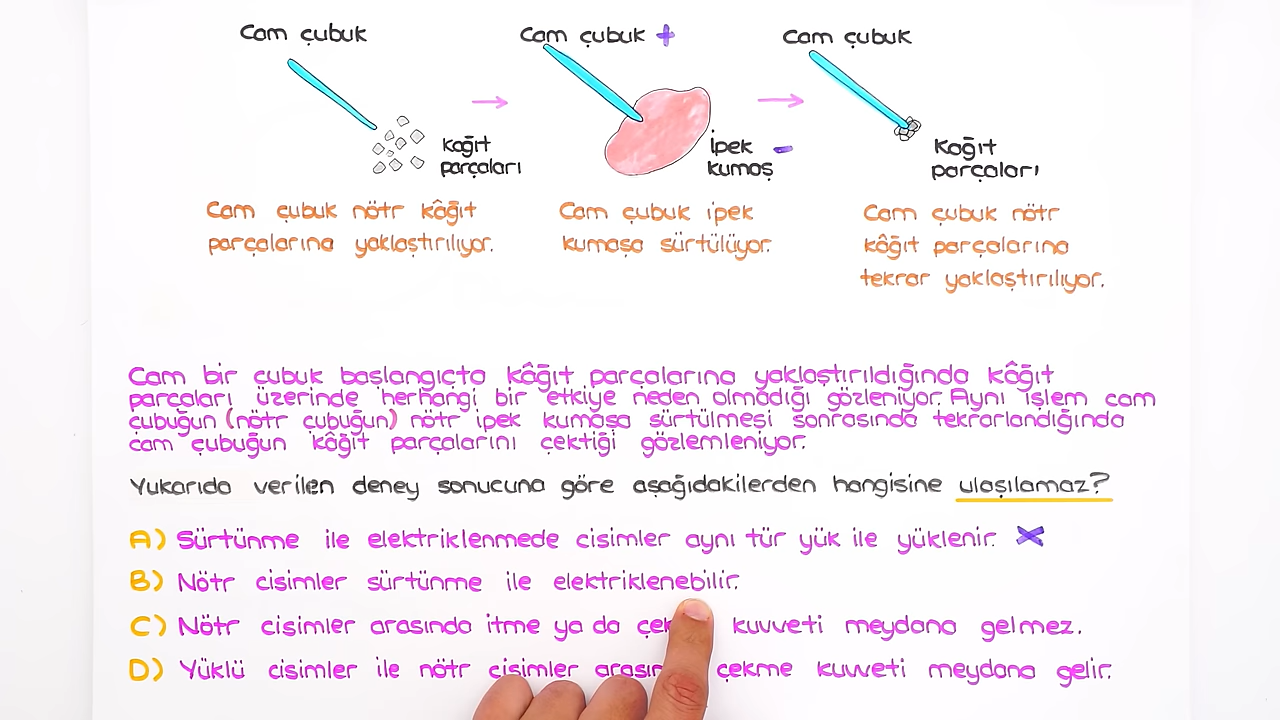 Cam çubuk
Cam çubuk +
Cam çubuk
Kâğıt
parçaları
İpek -
kumaş
Kâğıt
parçaları
Cam çubuk nötr kâğıt
parçalarına yaklaştırılıyor.
Cam çubuk ipek
kumaşa sürtülüyor.
Cam çubuk nötr
kâğıt parçalarına
tekrar yaklaştırılıyor.
Cam bir çubuk başlangıçta kâğıt parçalarına yaklaştırıldığında kâğıt
parçaları üzerinde herhangi bir etkiye neden olmadığı gözleniyor. Aynı işlem cam
çubuğun (nötr çubuğun) nötr ipek kumaşa sürtülmesi sonrasında tekrarlandığında
cam çubuğun kâğıt parçalarını çektiği gözlemleniyor.
Yukarıda verilen deney sonucuna göre aşağıdakilerden hangisine ulaşılamaz?
A) Sürtünme ile elektriklenmede cisimler aynı tür yük ile yüklenir. X
B) Nötr cisimler sürtünme ile elektriklenebilir.
C) Nötr cisimler arasında itme ya da kuvveti meydana gelmez.
D) Yüklü cisimler ile nötr cisimler çekme kuvveti meydana gelir.